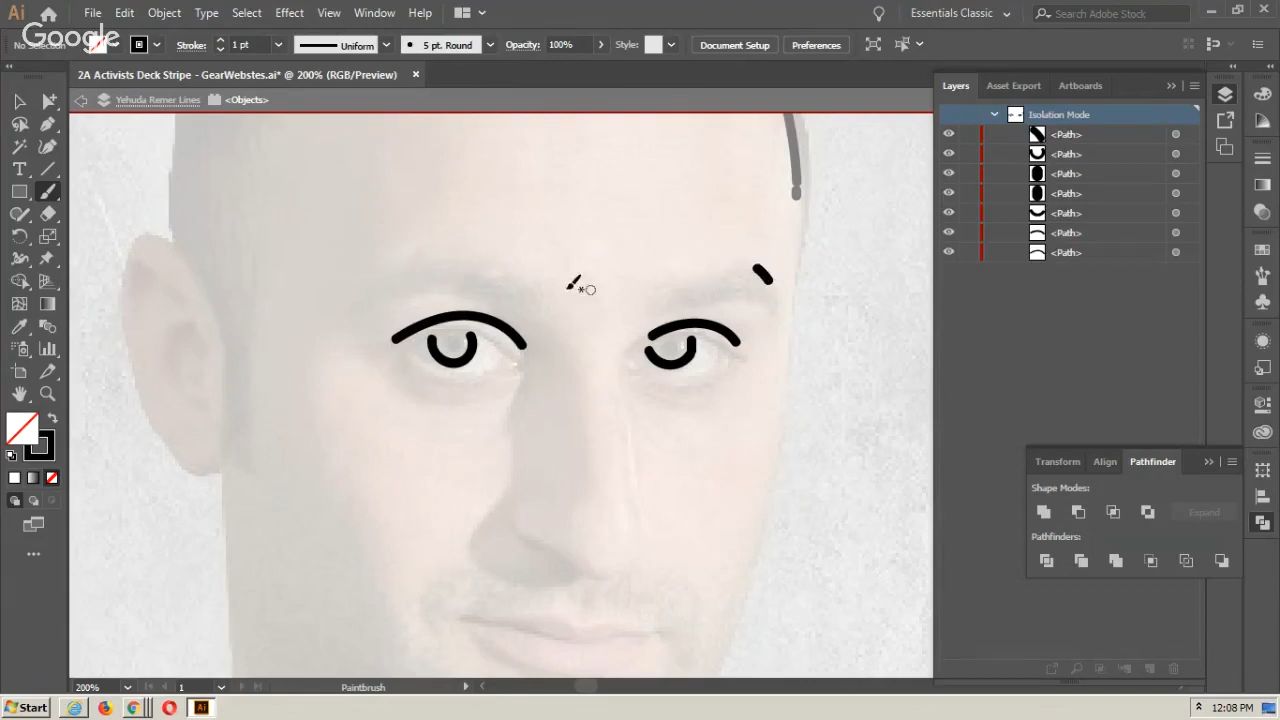 Ai File Edit Object Type Select Effect View Window Help Essentials Classic Search Adobe Stock
Google
No Selection Stroke: 1 pt Uniform 5 pt. Round Opacity: 100% Style: Document Setup Preferences
2A Activists Deck Stripe - GearWebstes.ai* @ 200% (RGB/Preview) ×
Yehuda Remer Lines <Objects>
Layers Asset Export Artboards
Isolation Mode
<Path>
<Path>
<Path>
<Path>
<Path>
<Path>
<Path>
Transform Align Pathfinder
Shape Modes:
Expand
Pathfinders:
200% 1 Paintbrush
Start Ai 12:08 PM